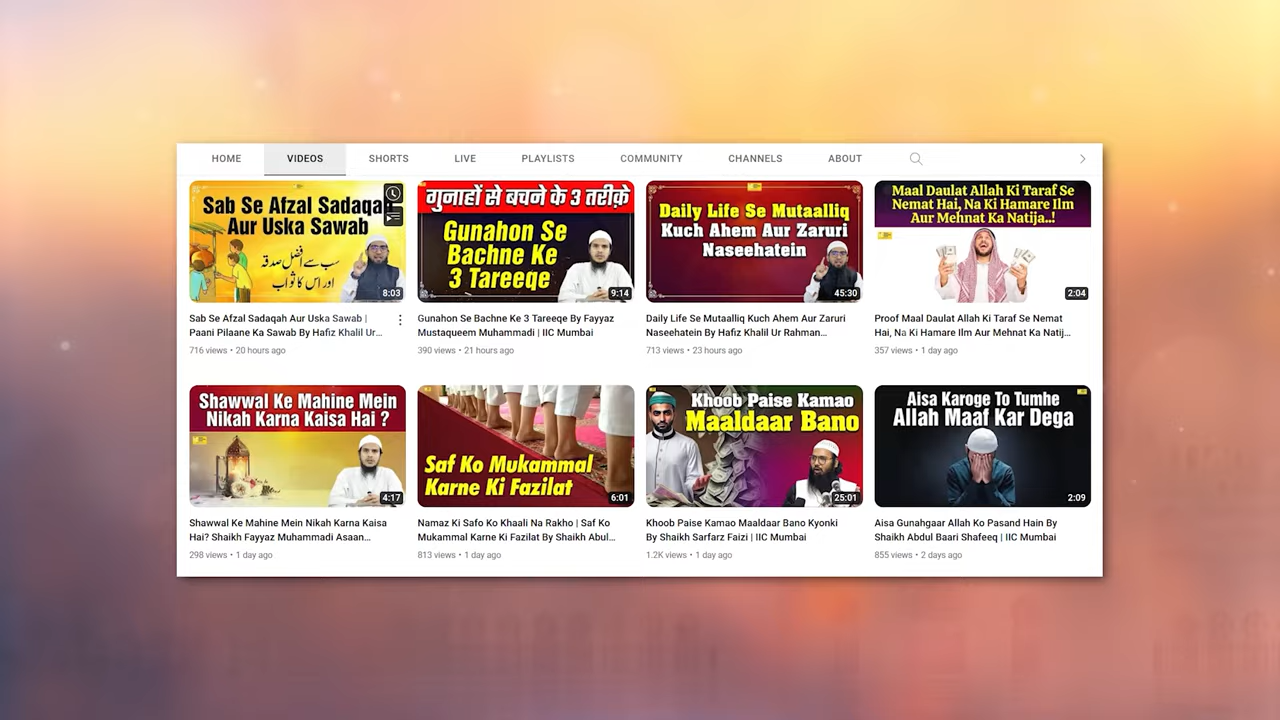 HOME VIDEOS SHORTS LIVE PLAYLISTS COMMUNITY CHANNELS ABOUT
Sab Se Afzal Sadaqah
Aur Uska Sawab
سب سے افضل صدقہ
اور اس کا ثواب
8:03
Sab Se Afzal Sadaqah Aur Uska Sawab |
Paani Pilaane Ka Sawab By Hafiz Khalil Ur...
716 views • 20 hours ago
गुनाहों से बचने के 3 तरीक़े
Gunahon Se
Bachne Ke
3 Tareeqe
9:14
Gunahon Se Bachne Ke 3 Tareeqe By Fayyaz
Mustaqueem Muhammadi | IIC Mumbai
390 views • 21 hours ago
Daily Life Se Mutaalliq
Kuch Ahem Aur Zaruri
Naseehatein
45:30
Daily Life Se Mutaalliq Kuch Ahem Aur Zaruri
Naseehatein By Hafiz Khalil Ur Rahman...
713 views • 23 hours ago
Maal Daulat Allah Ki Taraf Se
Nemat Hai, Na Ki Hamare Ilm
Aur Mehnat Ka Natija..!
2:04
Proof Maal Daulat Allah Ki Taraf Se Nemat
Hai, Na Ki Hamare Ilm Aur Mehnat Ka Natij...
357 views • 1 day ago
Shawwal Ke Mahine Mein
Nikah Karna Kaisa Hai ?
4:17
Shawwal Ke Mahine Mein Nikah Karna Kaisa
Hai? Shaikh Fayyaz Muhammadi Asaan...
298 views • 1 day ago
Saf Ko Mukammal
Karne Ki Fazilat
6:01
Namaz Ki Safo Ko Khaali Na Rakho | Saf Ko
Mukammal Karne Ki Fazilat By Shaikh Abul...
813 views • 1 day ago
Khoob Paise Kamao
Maaldaar Bano
25:01
Khoob Paise Kamao Maaldaar Bano Kyonki
By Shaikh Sarfarz Faizi | IIC Mumbai
1.2K views • 1 day ago
Aisa Karoge To Tumhe
Allah Maaf Kar Dega
2:09
Aisa Gunahgaar Allah Ko Pasand Hain By
Shaikh Abdul Baari Shafeeq | IIC Mumbai
855 views • 2 days ago